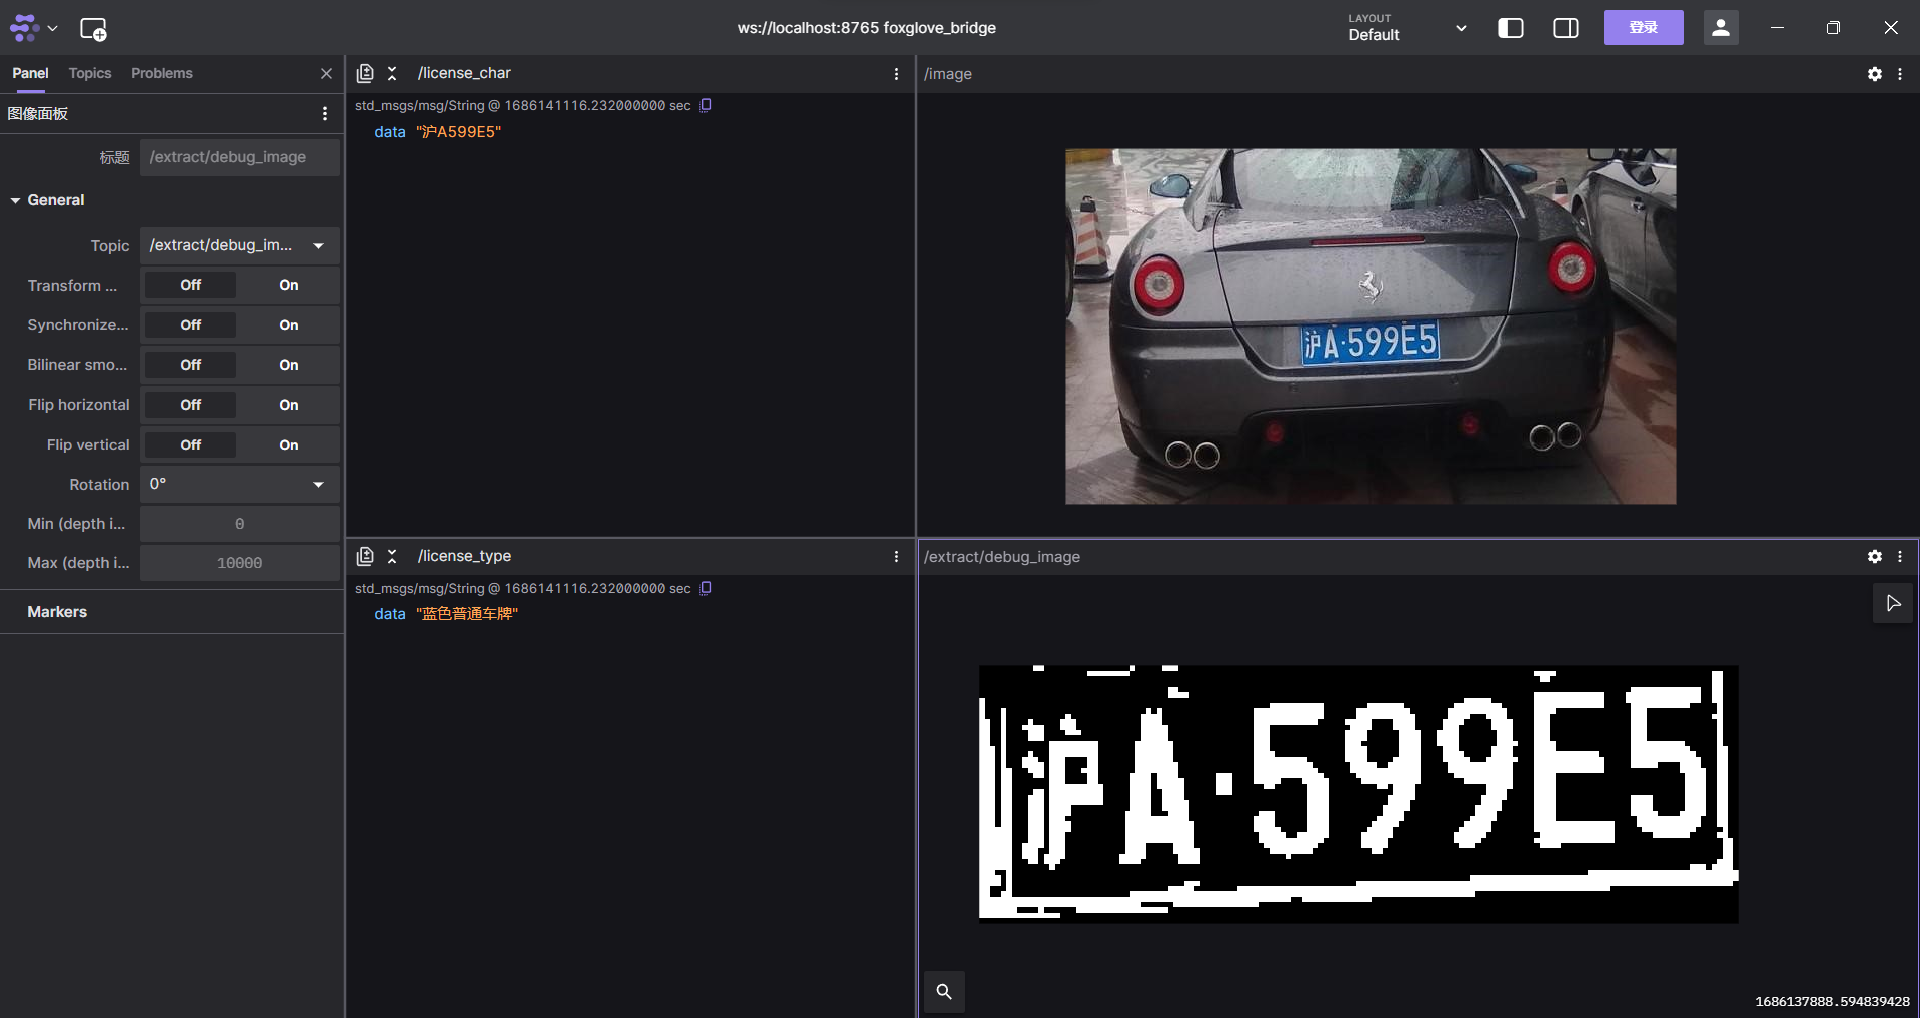 ws://localhost:8765 foxglove_bridge
LAYOUT
Default
登录
Panel
Topics
Problems
图像面板
标题
/extract/debug_image
General
Topic
/extract/debug_im...
Transform ...
Off
On
Synchronize...
Off
On
Bilinear smo...
Off
On
Flip horizontal
Off
On
Flip vertical
Off
On
Rotation
0°
Min (depth i...
0
Max (depth i...
10000
Markers
/license_char
std_msgs/msg/String @ 1686141116.232000000 sec
data "沪A599E5"
/image
沪A·599E5
/license_type
std_msgs/msg/String @ 1686141116.232000000 sec
data "蓝色普通车牌"
/extract/debug_image
沪A·599E5
1686137888.594839428